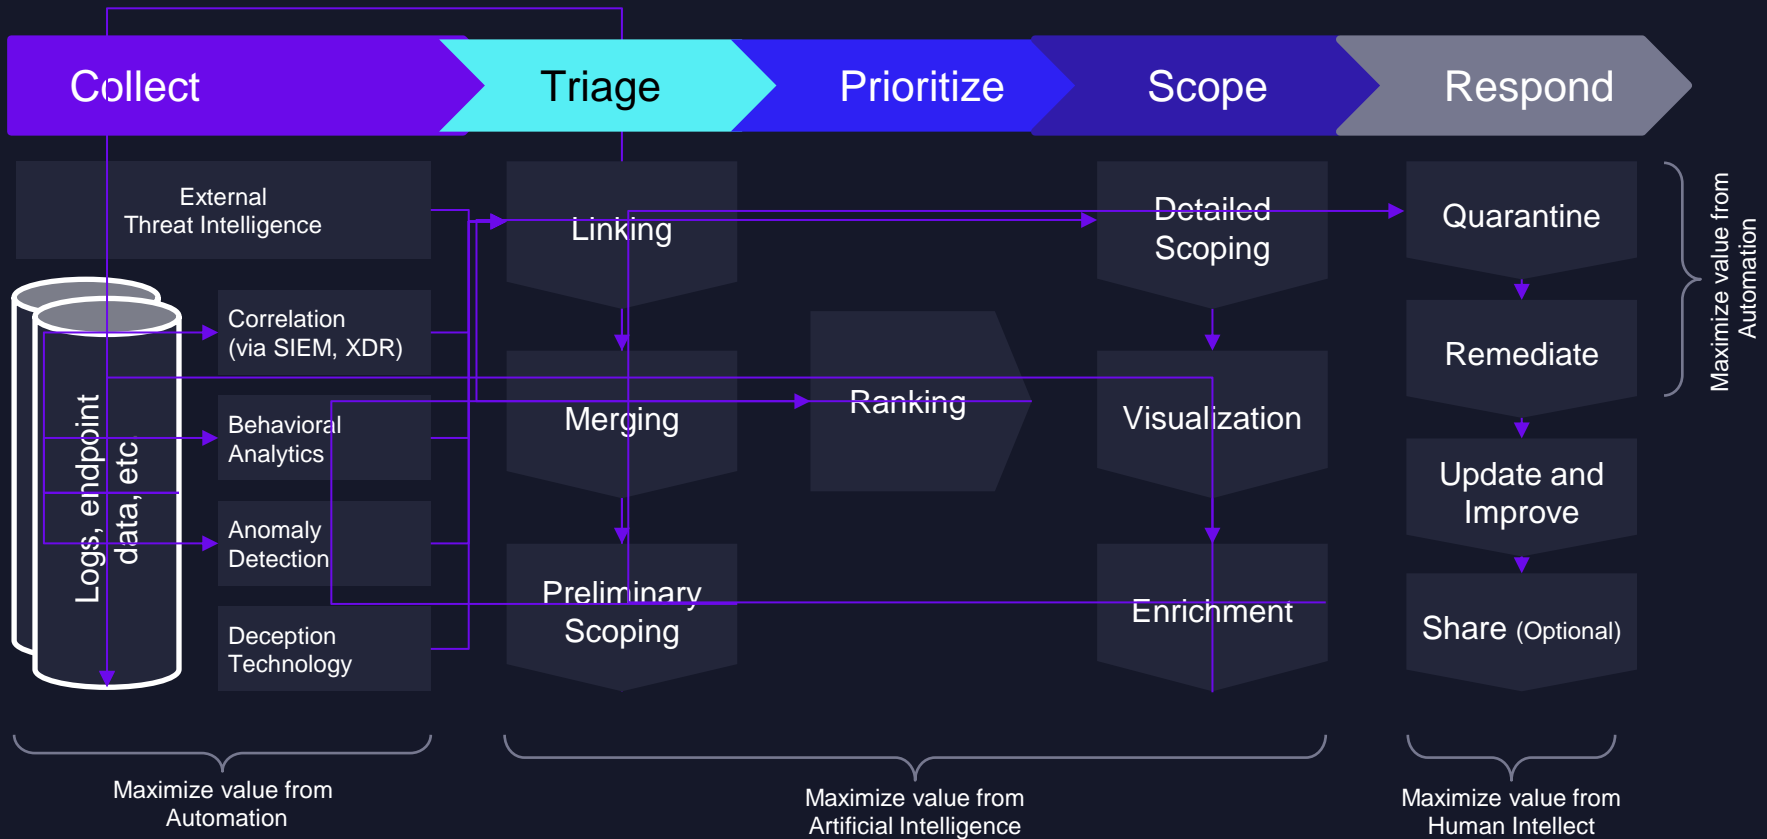 Collect
Triage
Prioritize
Scope
Respond
External
Threat Intelligence
Logs, endpoint
data, etc.
Correlation
(via SIEM, XDR)
Behavioral
Analytics
Anomaly
Detection
Deception
Technology
Linking
Merging
Preliminary
Scoping
Ranking
Detailed
Scoping
Visualization
Enrichment
Quarantine
Remediate
Update and
Improve
Share (Optional)
Maximize value from
Automation
Maximize value from
Automation
Maximize value from
Artificial Intelligence
Maximize value from
Human Intellect